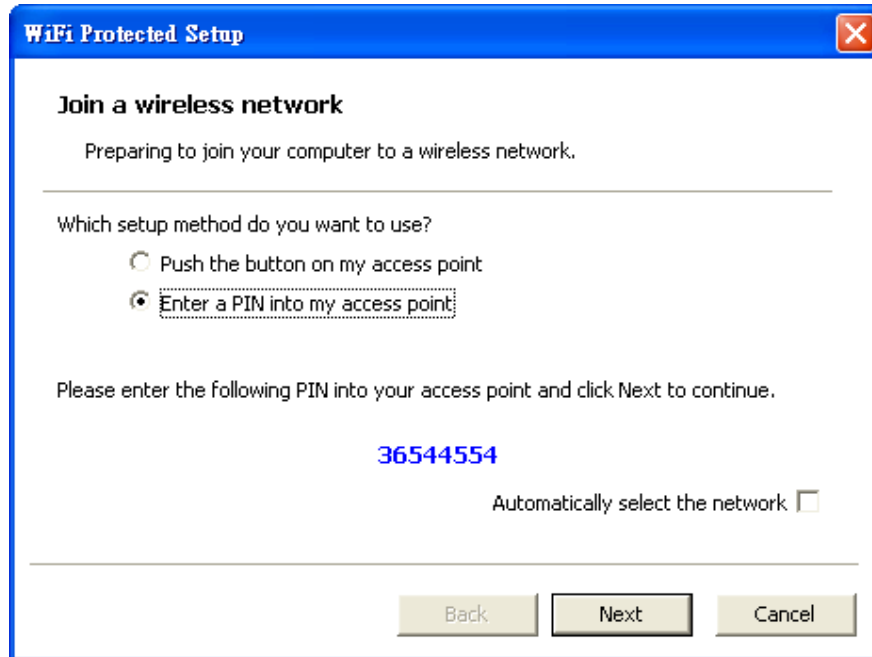 WiFi Protected Setup
Join a wireless network
Preparing to join your computer to a wireless network.
Which setup method do you want to use?
Push the button on my access point
Enter a PIN into my access point
Please enter the following PIN into your access point and click Next to continue.
36544554
Automatically select the network
Back Next Cancel